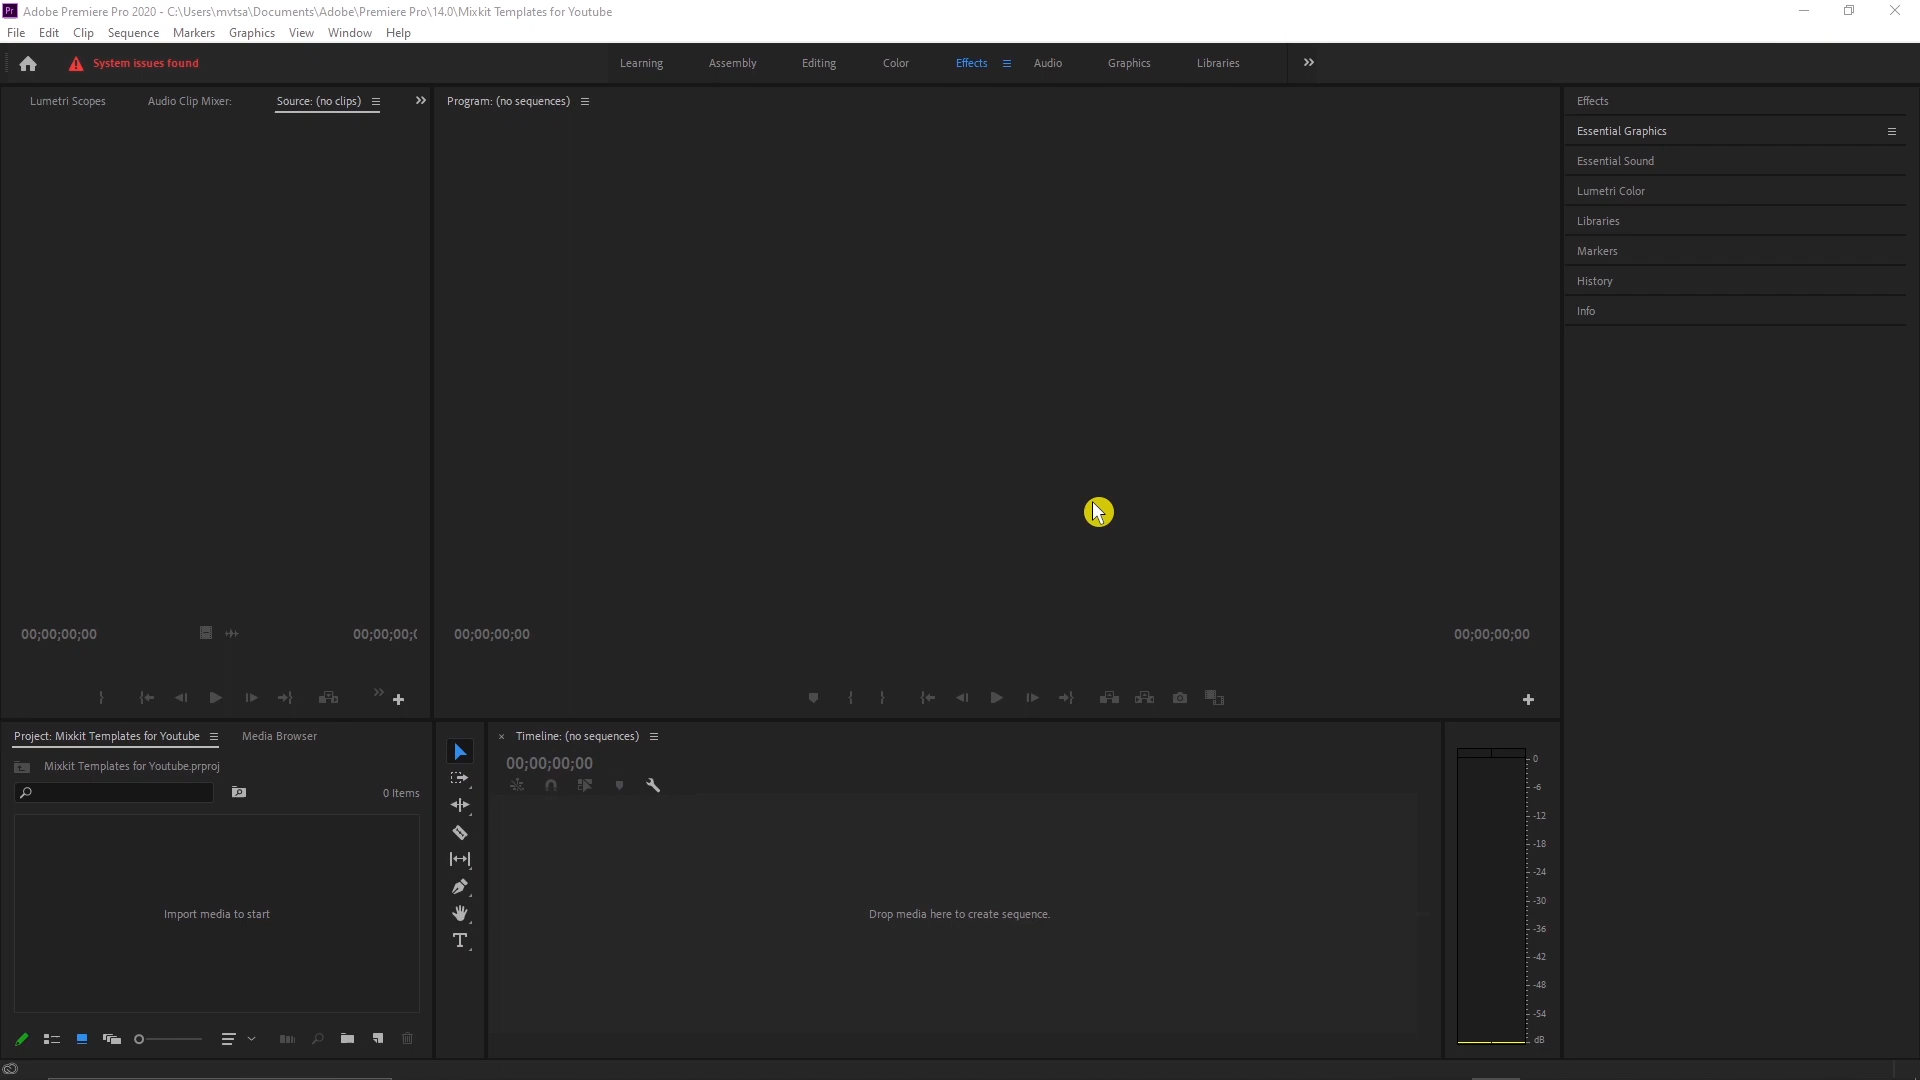 Pr Adobe Premiere Pro 2020 - C:\Users\mvtsa\Documents\Adobe\Premiere Pro\14.0\Mixkit Templates for Youtube
File Edit Clip Sequence Markers Graphics View Window Help
System issues found Learning Assembly Editing Color Effects Audio Graphics Libraries
Lumetri Scopes Audio Clip Mixer: Source: (no clips) Program: (no sequences)
Effects
Essential Graphics
Essential Sound
Lumetri Color
Libraries
Markers
History
Info
00;00;00;00 00;00;00;0 00;00;00;00 00;00;00;00
Project: Mixkit Templates for Youtube Media Browser
Mixkit Templates for Youtube.prproj
0 Items
Import media to start
Timeline: (no sequences)
00;00;00;00
Drop media here to create sequence.
0
-6
-12
-18
-24
-30
-36
-42
-48
-54
dB